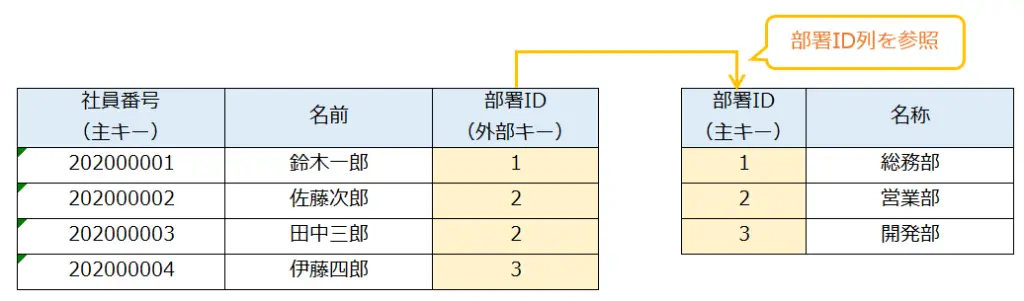 部署ID列を参照
社員番号
（主キー）
名前
部署ID
（外部キー）
202000001
鈴木一郎
1
202000002
佐藤次郎
2
202000003
田中三郎
2
202000004
伊藤四郎
3
部署ID
（主キー）
名称
1
総務部
2
営業部
3
開発部